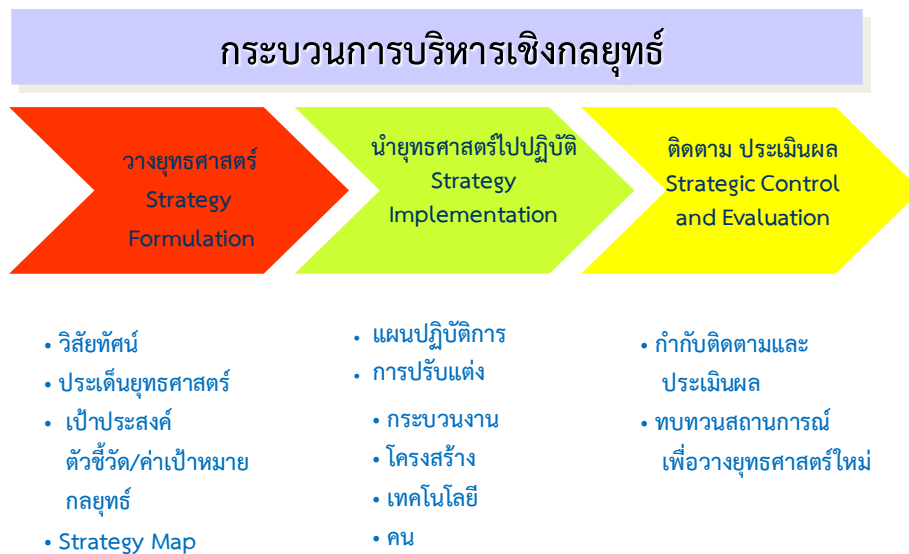 กระบวนการบริหารเชิงกลยุทธ์
วางยุทธศาสตร์
Strategy
Formulation
นำยุทธศาสตร์ไปปฏิบัติ
Strategy
Implementation
ติดตาม ประเมินผล
Strategic Control
and Evaluation
• วิสัยทัศน์
• ประเด็นยุทธศาสตร์
• เป้าประสงค์
ตัวชี้วัด/ค่าเป้าหมาย
กลยุทธ์
• Strategy Map
• แผนปฏิบัติการ
• การปรับแต่ง
• กระบวนงาน
• โครงสร้าง
• เทคโนโลยี
• คน
• กำกับติดตามและ
ประเมินผล
• ทบทวนสถานการณ์
เพื่อวางยุทธศาสตร์ใหม่